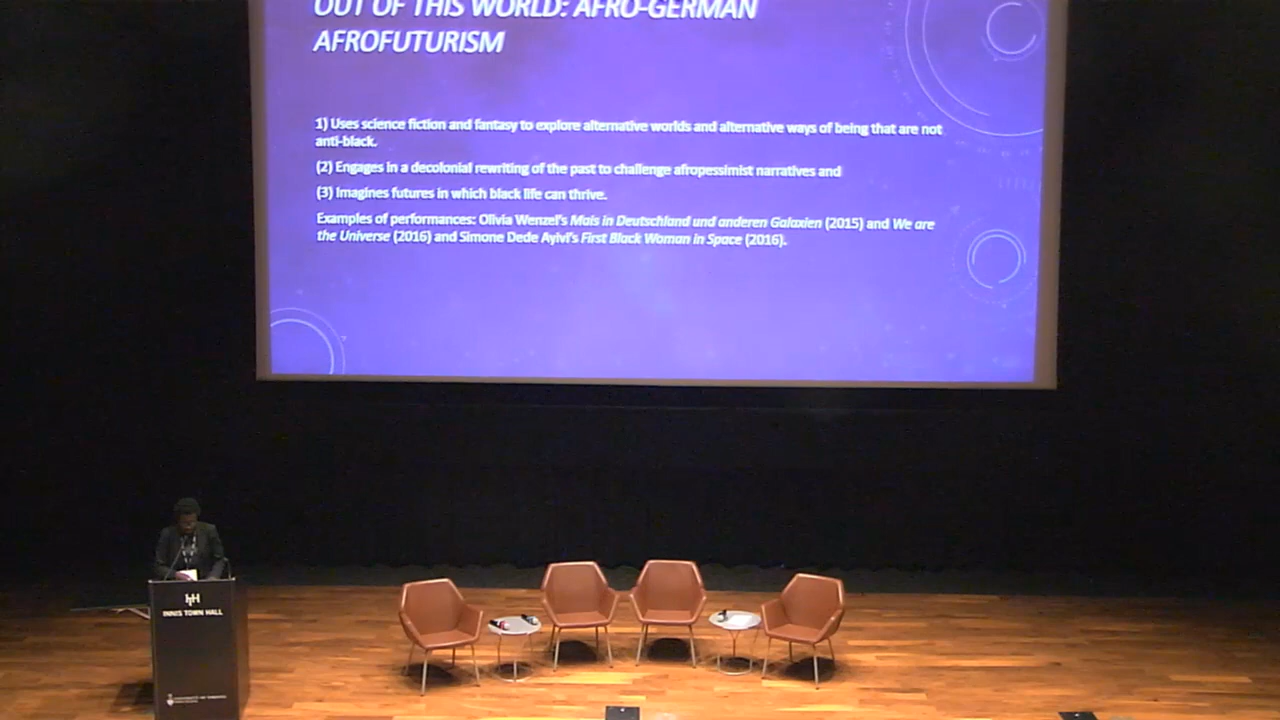 OUT OF THIS WORLD: AFRO-GERMAN
AFROFUTURISM
1) Uses science fiction and fantasy to explore alternative worlds and alternative ways of being that are not
anti-black.
(2) Engages in a decolonial rewriting of the past to challenge afropessimist narratives and
(3) Imagines futures in which black life can thrive.
Examples of performances: Olivia Wenzel's Mais in Deutschland und anderen Galaxien (2015) and We are
the Universe (2016) and Simone Dede Ayivi's First Black Woman in Space (2016).
INNIS TOWN HALL